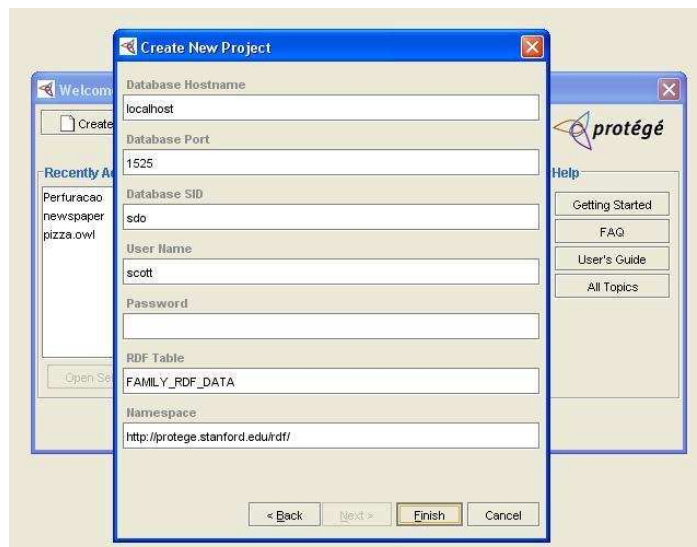 Create New Project
Welcom
Create
protégé
Recently A
Perfuracao
newspaper
pizza.owl
Open Se
Database Hostname
localhost
Database Port
1525
Database SID
sdo
User Name
scott
Password
RDF Table
FAMILY_RDF_DATA
Namespace
http://protege.stanford.edu/rdf/
< Back
Next >
Finish
Cancel
Help
Getting Started
FAQ
User's Guide
All Topics